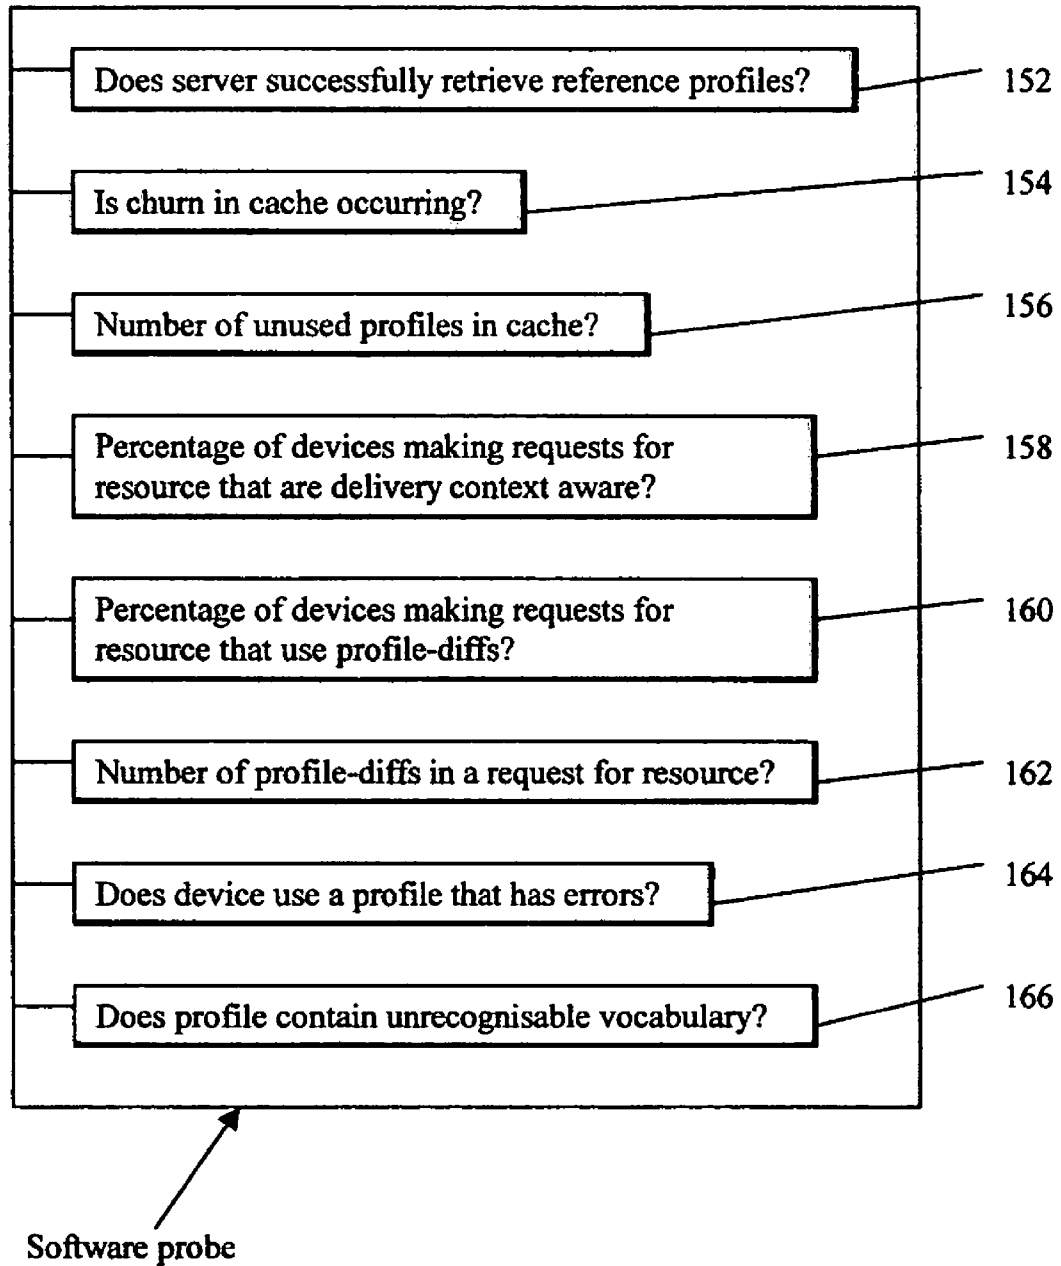 Does server successfully retrieve reference profiles?
152
Is churn in cache occurring?
154
Number of unused profiles in cache?
156
Percentage of devices making requests for
resource that are delivery context aware?
158
Percentage of devices making requests for
resource that use profile-diffs?
160
Number of profile-diffs in a request for resource?
162
Does device use a profile that has errors?
164
Does profile contain unrecognisable vocabulary?
166
Software probe